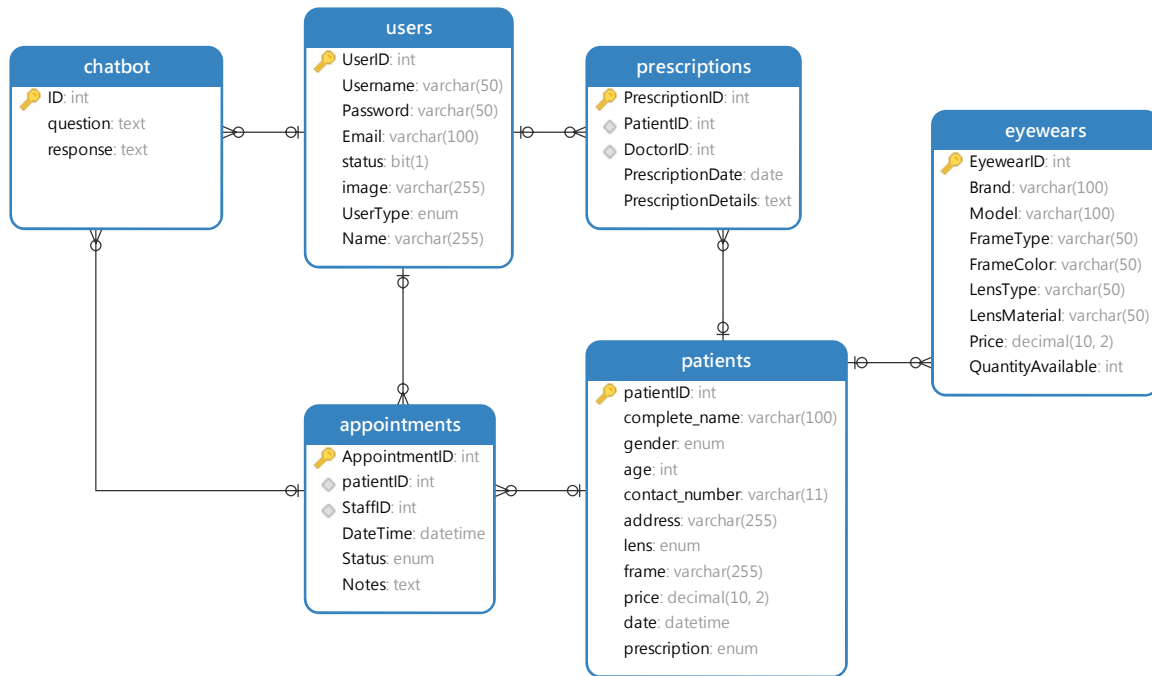 chatbot
ID: int
question: text
response: text
users
UserID: int
Username: varchar(50)
Password: varchar(50)
Email: varchar(100)
status: bit(1)
image: varchar(255)
UserType: enum
Name: varchar(255)
prescriptions
PrescriptionID: int
PatientID: int
DoctorID: int
PrescriptionDate: date
PrescriptionDetails: text
eyewears
EyewearID: int
Brand: varchar(100)
Model: varchar(100)
FrameType: varchar(50)
FrameColor: varchar(50)
LensType: varchar(50)
LensMaterial: varchar(50)
Price: decimal(10, 2)
QuantityAvailable: int
appointments
AppointmentID: int
patientID: int
StaffID: int
DateTime: datetime
Status: enum
Notes: text
patients
patientID: int
complete_name: varchar(100)
gender: enum
age: int
contact_number: varchar(11)
address: varchar(255)
lens: enum
frame: varchar(255)
price: decimal(10, 2)
date: datetime
prescription: enum